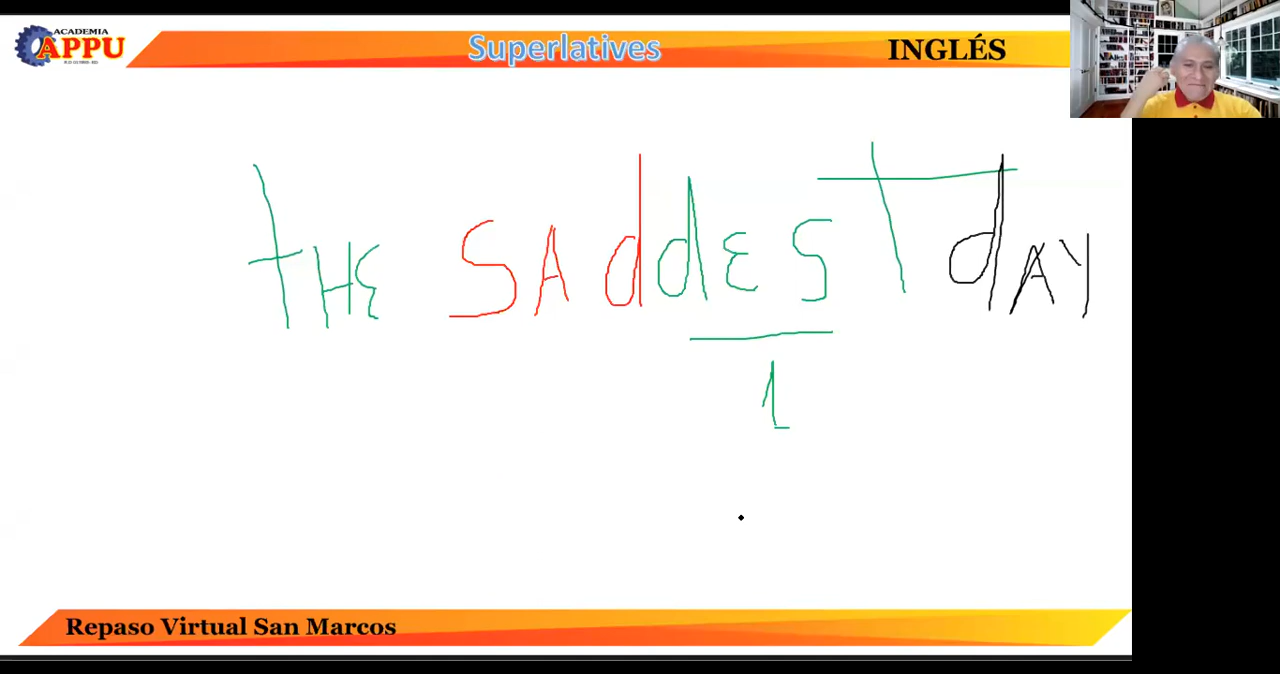 ACADEMIA
APPU
Superlatives
INGLÉS
tHE SAddEST dAY
1
Repaso Virtual San Marcos